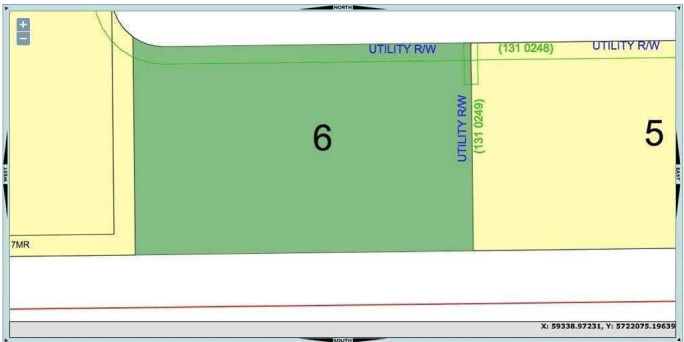 NORTH
+
UTILITY R/W
(131 0248)
UTILITY R/W
UTILITY R/W
(131 0249)
6
5
WEST
EAST
7MR
X: 59338.97231, Y: 5722075.19639
SOUTH